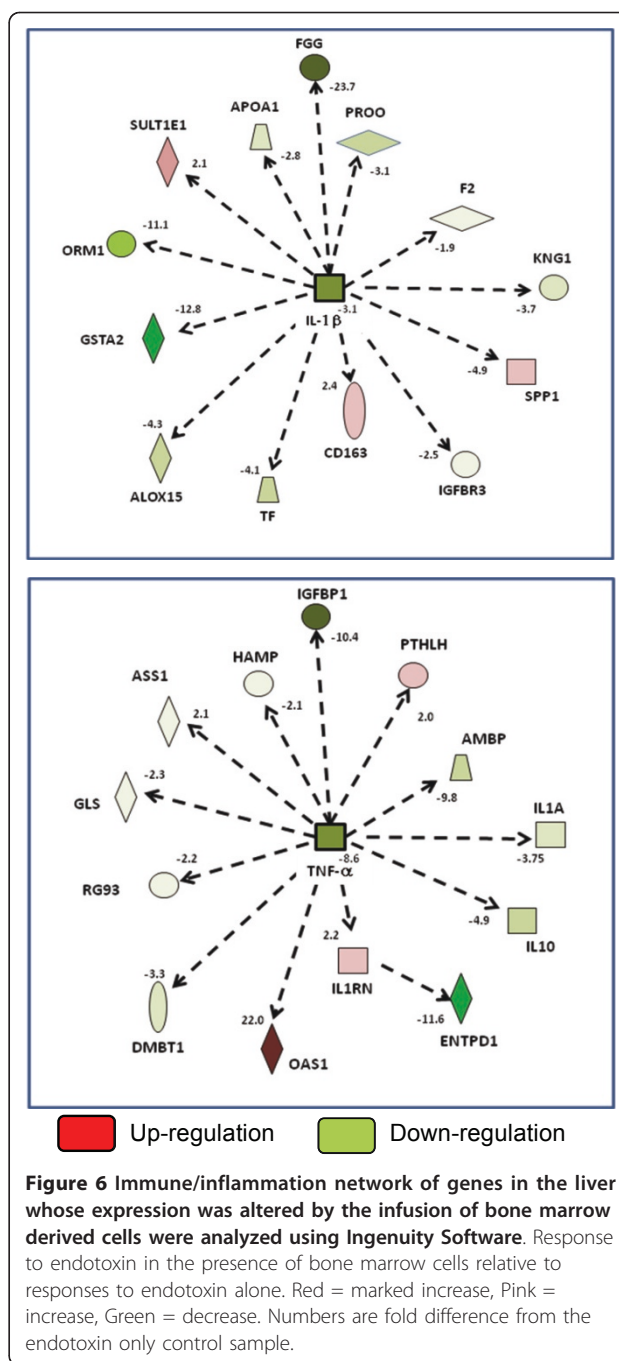 FGG
-23.7
APOA1
-2.8
PROO
-3.1
SULT1E1
2.1
F2
-1.9
ORM1
-11.1
KNG1
-3.7
IL-1β
-3.1
GSTA2
-12.8
SPP1
-4.9
CD163
2.4
IGFBR3
-2.5
ALOX15
-4.3
TF
-4.1
IGFBP1
-10.4
HAMP
-2.1
PTHLH
2.0
ASS1
2.1
AMBP
-9.8
GLS
-2.3
IL1A
-3.75
TNF-α
-8.6
RG93
-2.2
IL10
-4.9
IL1RN
2.2
ENTPD1
-11.6
DMBT1
-3.3
OAS1
22.0
Up-regulation
Down-regulation
Figure 6 Immune/inflammation network of genes in the liver
whose expression was altered by the infusion of bone marrow
derived cells were analyzed using Ingenuity Software. Response
to endotoxin in the presence of bone marrow cells relative to
responses to endotoxin alone. Red = marked increase, Pink =
increase, Green = decrease. Numbers are fold difference from the
endotoxin only control sample.